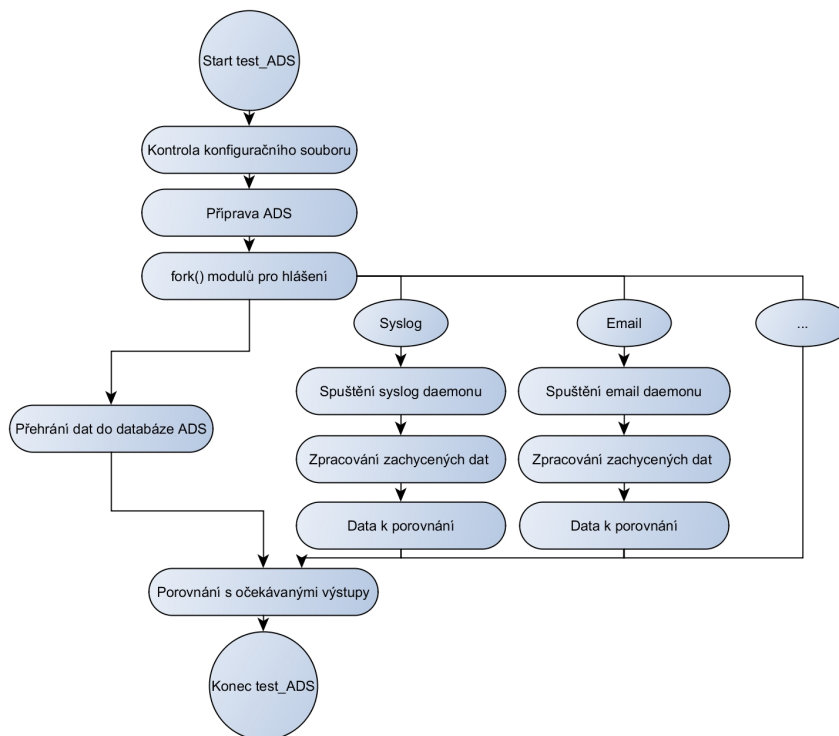 Start test_ADS
Kontrola konfiguračního souboru
Příprava ADS
fork() modulů pro hlášení
Syslog
Email
...
Spuštění syslog daemonu
Spuštění email daemonu
Přehrání dat do databáze ADS
Zpracování zachycených dat
Zpracování zachycených dat
Data k porovnání
Data k porovnání
Porovnání s očekávanými výstupy
Konec test_ADS